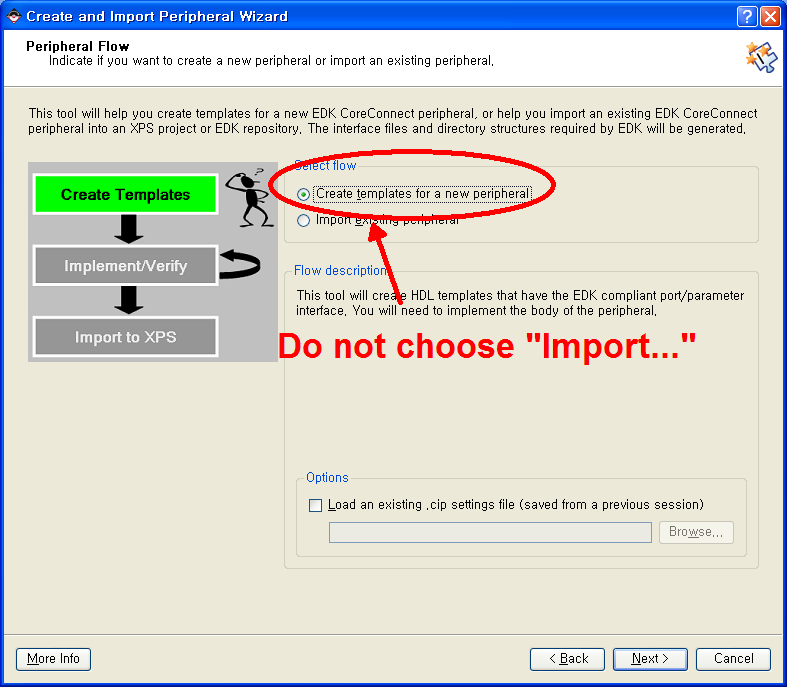 Create and Import Peripheral Wizard
Peripheral Flow
Indicate if you want to create a new peripheral or import an existing peripheral.
This tool will help you create templates for a new EDK CoreConnect peripheral, or help you import an existing EDK CoreConnect
peripheral into an XPS project or EDK repository. The interface files and directory structures required by EDK will be generated.
Create Templates
?
Implement/Verify
Import to XPS
Select flow
Create templates for a new peripheral
Import existing peripheral
Flow description
This tool will create HDL templates that have the EDK compliant port/parameter
interface. You will need to implement the body of the peripheral.
Do not choose "Import..."
Options
Load an existing .cip settings file (saved from a previous session)
Browse...
More Info
< Back
Next >
Cancel